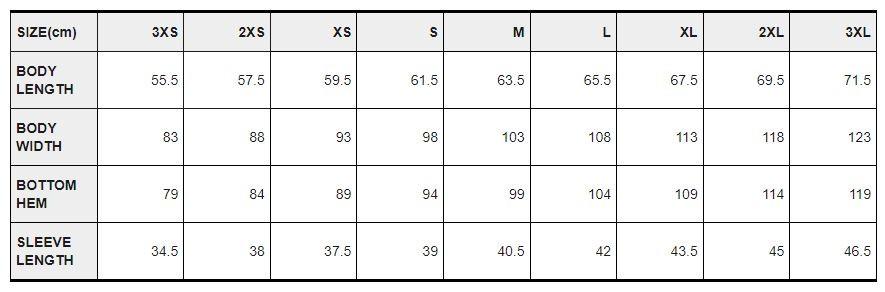 SIZE(cm) 3XS 2XS XS S M L XL 2XL 3XL
BODY
LENGTH 55.5 57.5 59.5 61.5 63.5 65.5 67.5 69.5 71.5
BODY
WIDTH 83 88 93 98 103 108 113 118 123
BOTTOM
HEM 79 84 89 94 99 104 109 114 119
SLEEVE
LENGTH 34.5 38 37.5 39 40.5 42 43.5 45 46.5